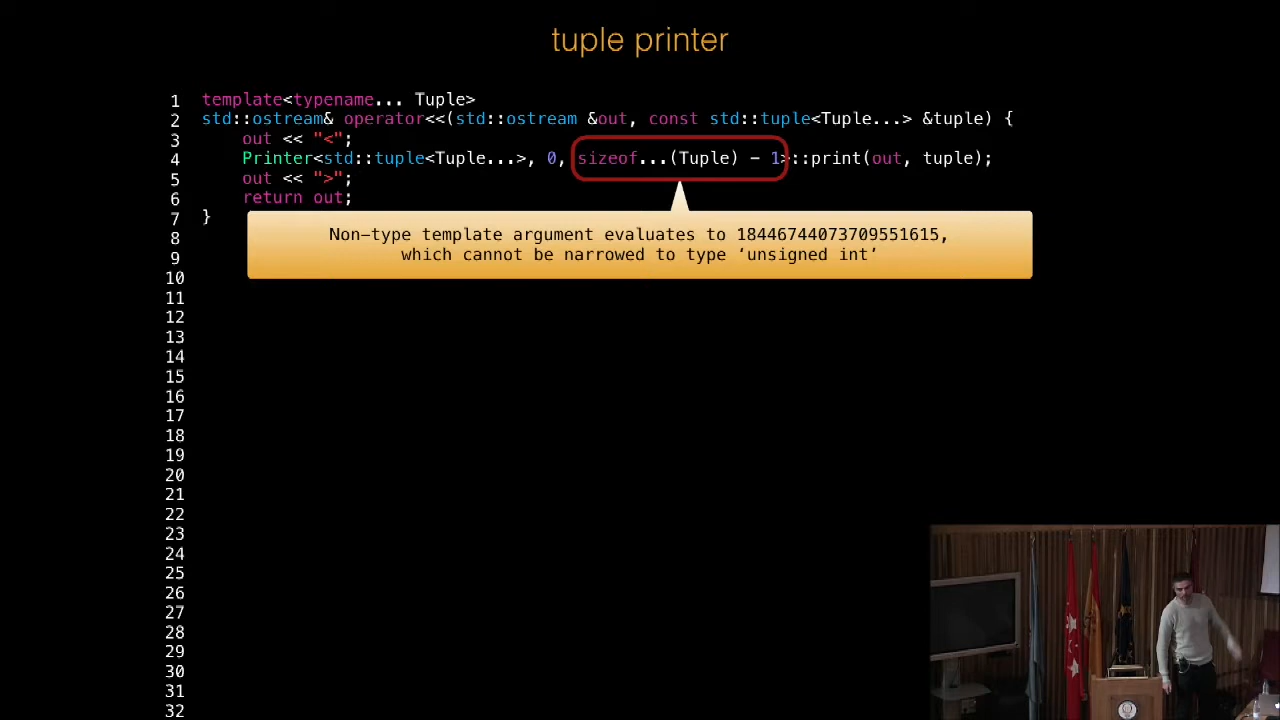 tuple printer
1 template<typename... Tuple>
2 std::ostream& operator<<(std::ostream &out, const std::tuple<Tuple...> &tuple) {
3 out << "<";
4 Printer<std::tuple<Tuple...>, 0, sizeof...(Tuple) - 1>::print(out, tuple);
5 out << ">";
6 return out;
7 }
Non-type template argument evaluates to 18446744073709551615,
which cannot be narrowed to type ‘unsigned int’
8
9
10
11
12
13
14
15
16
17
18
19
20
21
22
23
24
25
26
27
28
29
30
31
32